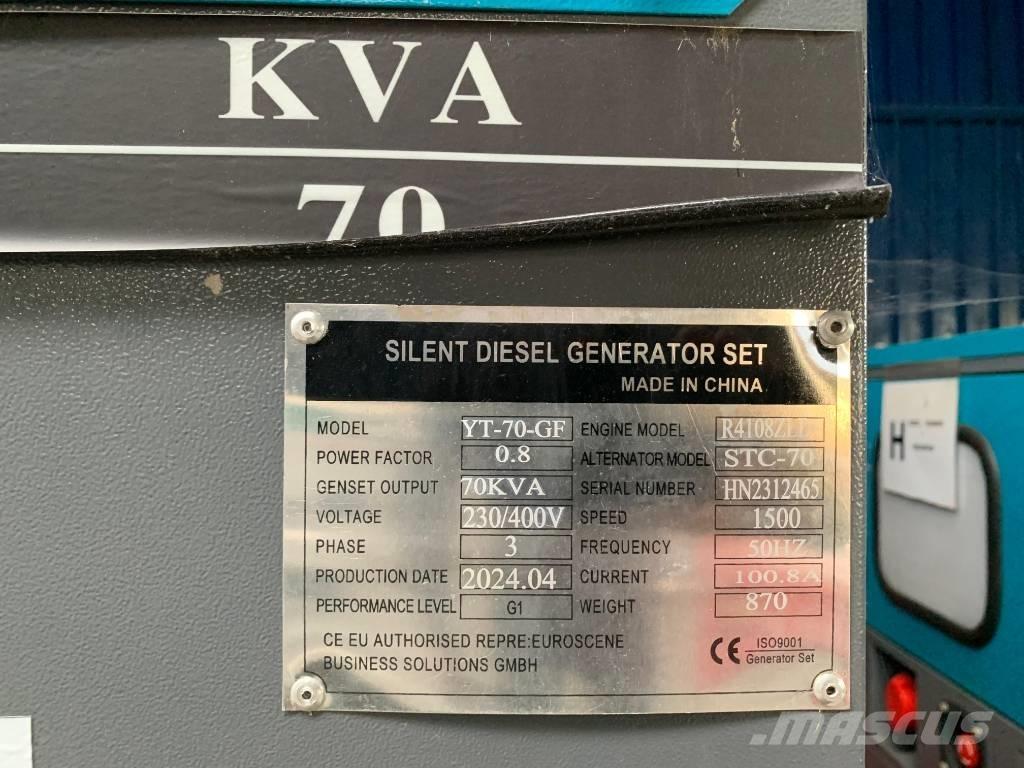 KVA
70
SILENT DIESEL GENERATOR SET
MADE IN CHINA
MODEL YT-70-GF ENGINE MODEL
POWER FACTOR 0.8 ALTERNATOR MODEL STC-70
GENSET OUTPUT 70KVA SERIAL NUMBER HN2312465
VOLTAGE 230/400V SPEED 1500
PHASE 3 FREQUENCY 50HZ
PRODUCTION DATE 2024.04 CURRENT 100.8A
PERFORMANCE LEVEL G1 WEIGHT 870
CE EU AUTHORISED REPRE:EUROSCENE
BUSINESS SOLUTIONS GMBH
CE ISO9001
Generator Set
H
MASCUS